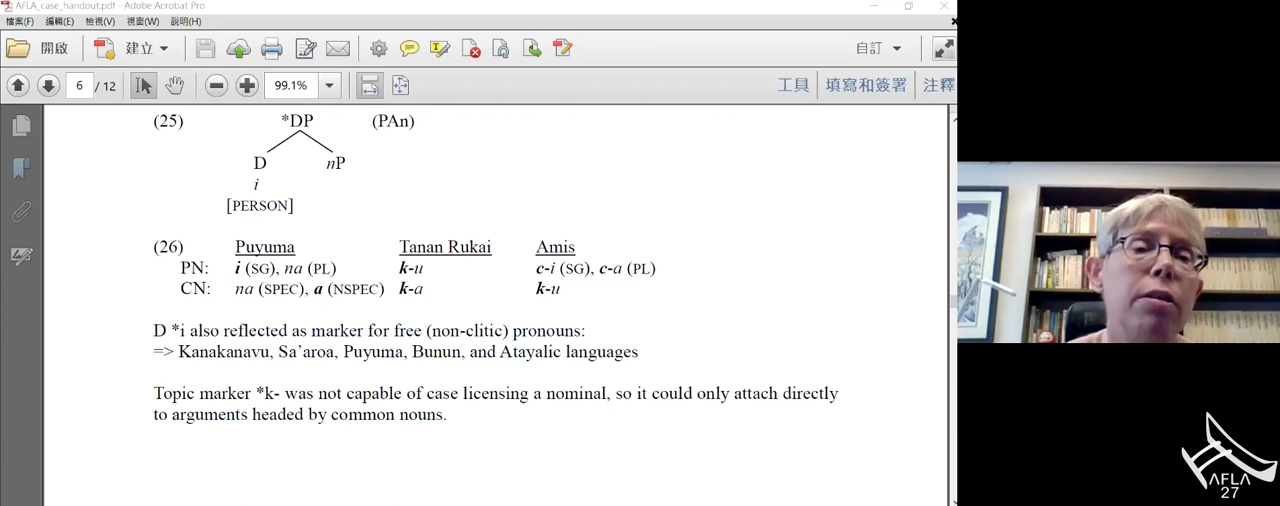 AFLA_case_handout.pdf - Adobe Acrobat Pro
檔案(F) 編輯(E) 檢視(V) 視窗(W) 說明(H)
開啟 建立 自訂
6 / 12 99.1% 工具 填寫和簽署 注釋
(25) *DP (PAn)
D nP
i
[PERSON]
(26) Puyuma Tanan Rukai Amis
PN: i (SG), na (PL) k-u c-i (SG), c-a (PL)
CN: na (SPEC), a (NSPEC) k-a k-u
D *i also reflected as marker for free (non-clitic) pronouns:
=> Kanakanavu, Sa’aroa, Puyuma, Bunun, and Atayalic languages
Topic marker *k- was not capable of case licensing a nominal, so it could only attach directly
to arguments headed by common nouns.
AFLA
27